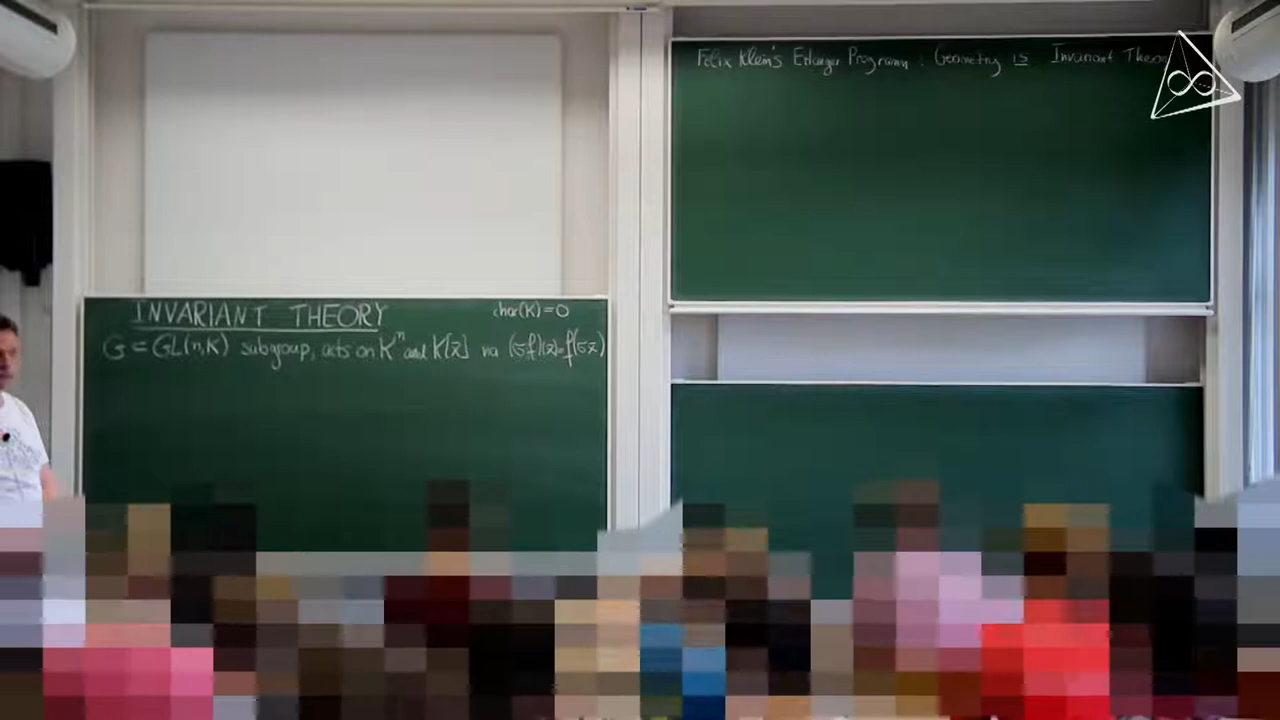 INVARIANT THEORY char(K)=0
G ⊂ GL(n,K) subgroup, acts on Kⁿ and K[x] via (σf)(x)=f(σx)
Felix Klein's Erlanger Programm : Geometry is Invariant